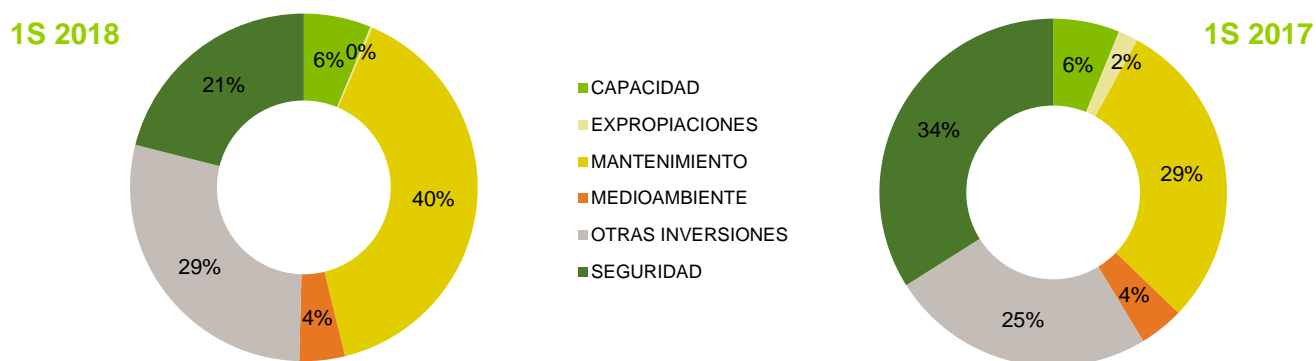 1S 2018
6%
0%
40%
4%
29%
21%
CAPACIDAD
EXPROPIACIONES
MANTENIMIENTO
MEDIOAMBIENTE
OTRAS INVERSIONES
SEGURIDAD
1S 2017
6%
2%
29%
4%
25%
34%